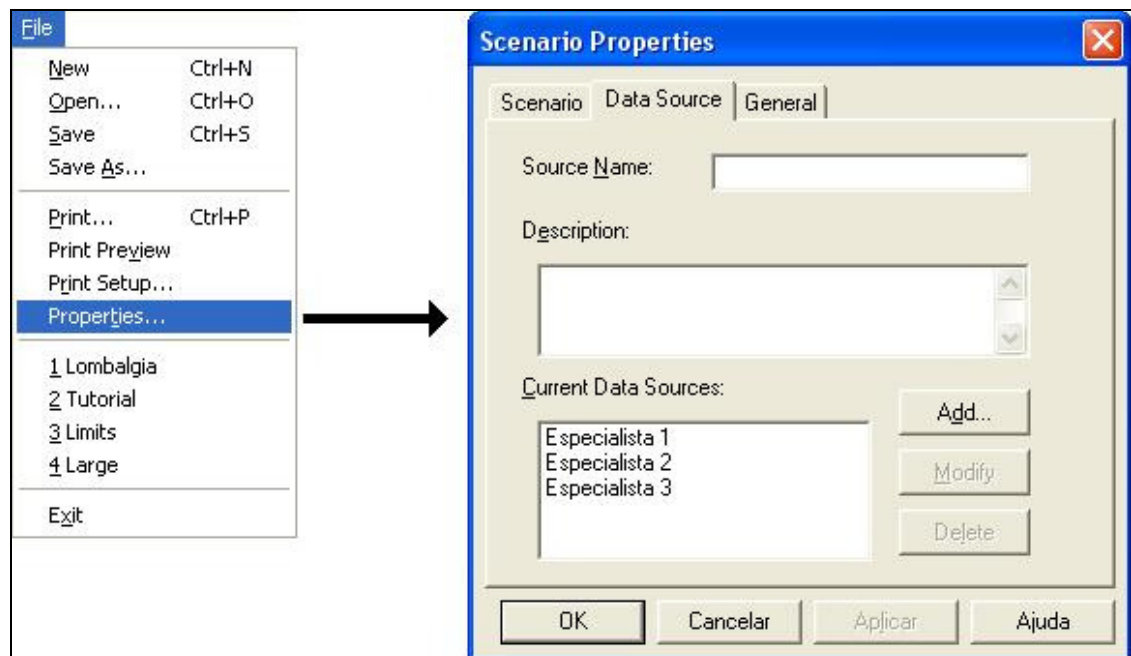 File
New Ctrl+N
Open... Ctrl+O
Save Ctrl+S
Save As...
Print... Ctrl+P
Print Preview
Print Setup...
Properties...
1 Lombalgia
2 Tutorial
3 Limits
4 Large
Exit
Scenario Properties
Scenario Data Source General
Source Name:
Description:
Current Data Sources:
Especialista 1
Especialista 2
Especialista 3
Add...
Modify
Delete
OK Cancelar Aplicar Ajuda